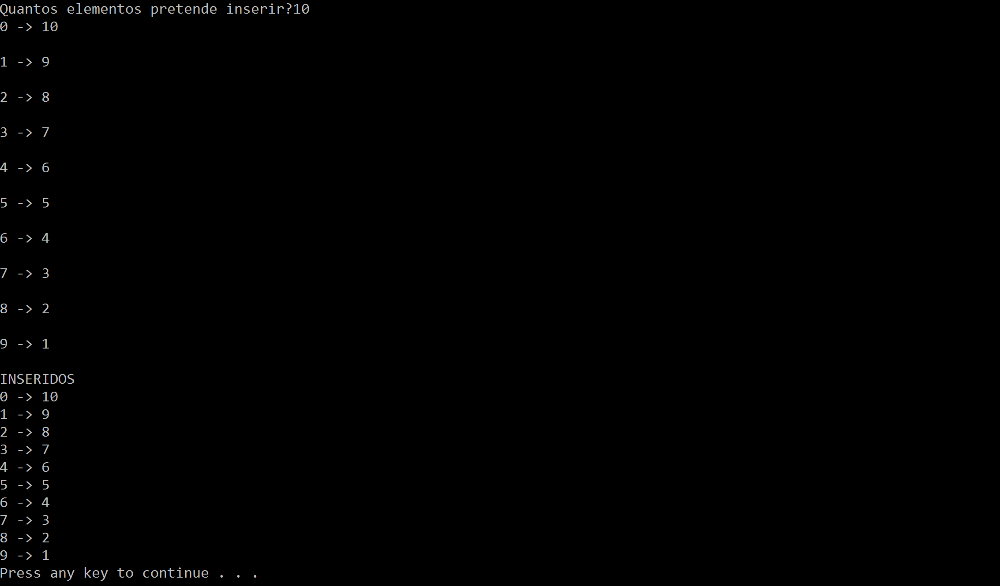 Quantos elementos pretende inserir?10
0 -> 10
1 -> 9
2 -> 8
3 -> 7
4 -> 6
5 -> 5
6 -> 4
7 -> 3
8 -> 2
9 -> 1
INSERIDOS
0 -> 10
1 -> 9
2 -> 8
3 -> 7
4 -> 6
5 -> 5
6 -> 4
7 -> 3
8 -> 2
9 -> 1
Press any key to continue . . .